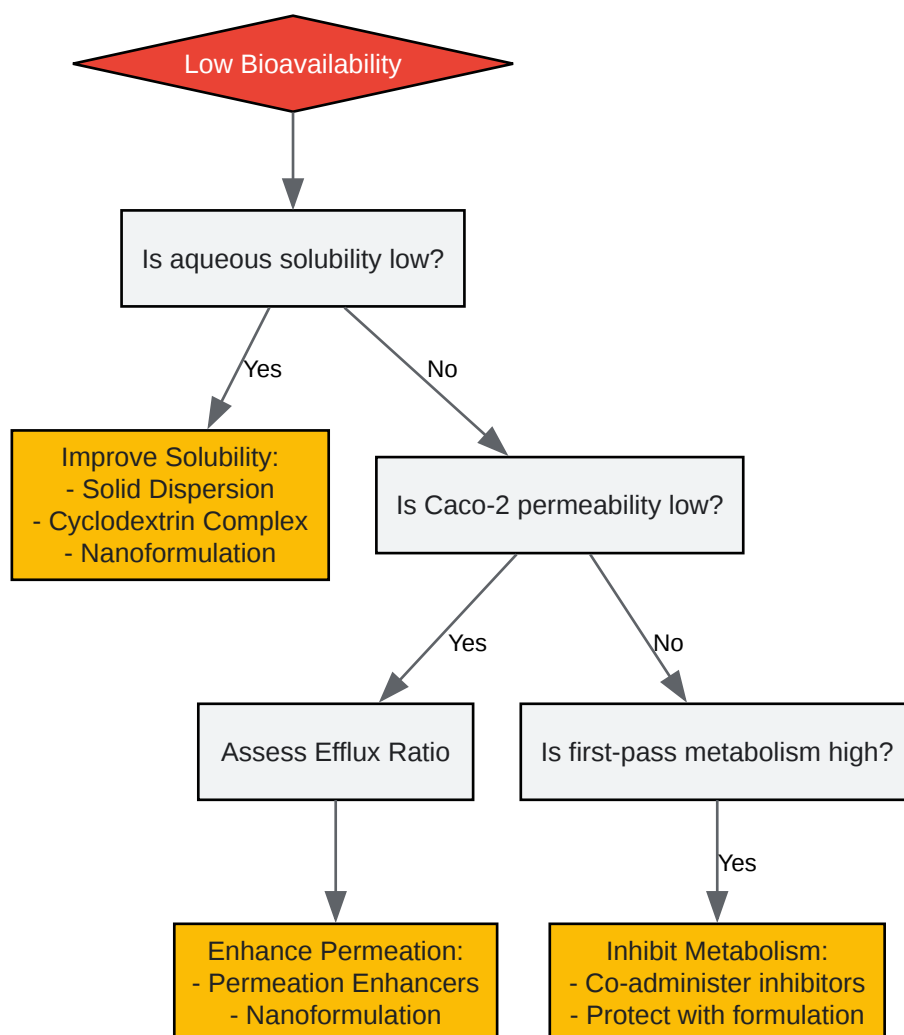 Low Bioavailability
Is aqueous solubility low?
Yes
No
Improve Solubility:
- Solid Dispersion
- Cyclodextrin Complex
- Nanoformulation
Is Caco-2 permeability low?
Yes
No
Assess Efflux Ratio
Is first-pass metabolism high?
Yes
Enhance Permeation:
- Permeation Enhancers
- Nanoformulation
Inhibit Metabolism:
- Co-administer inhibitors
- Protect with formulation